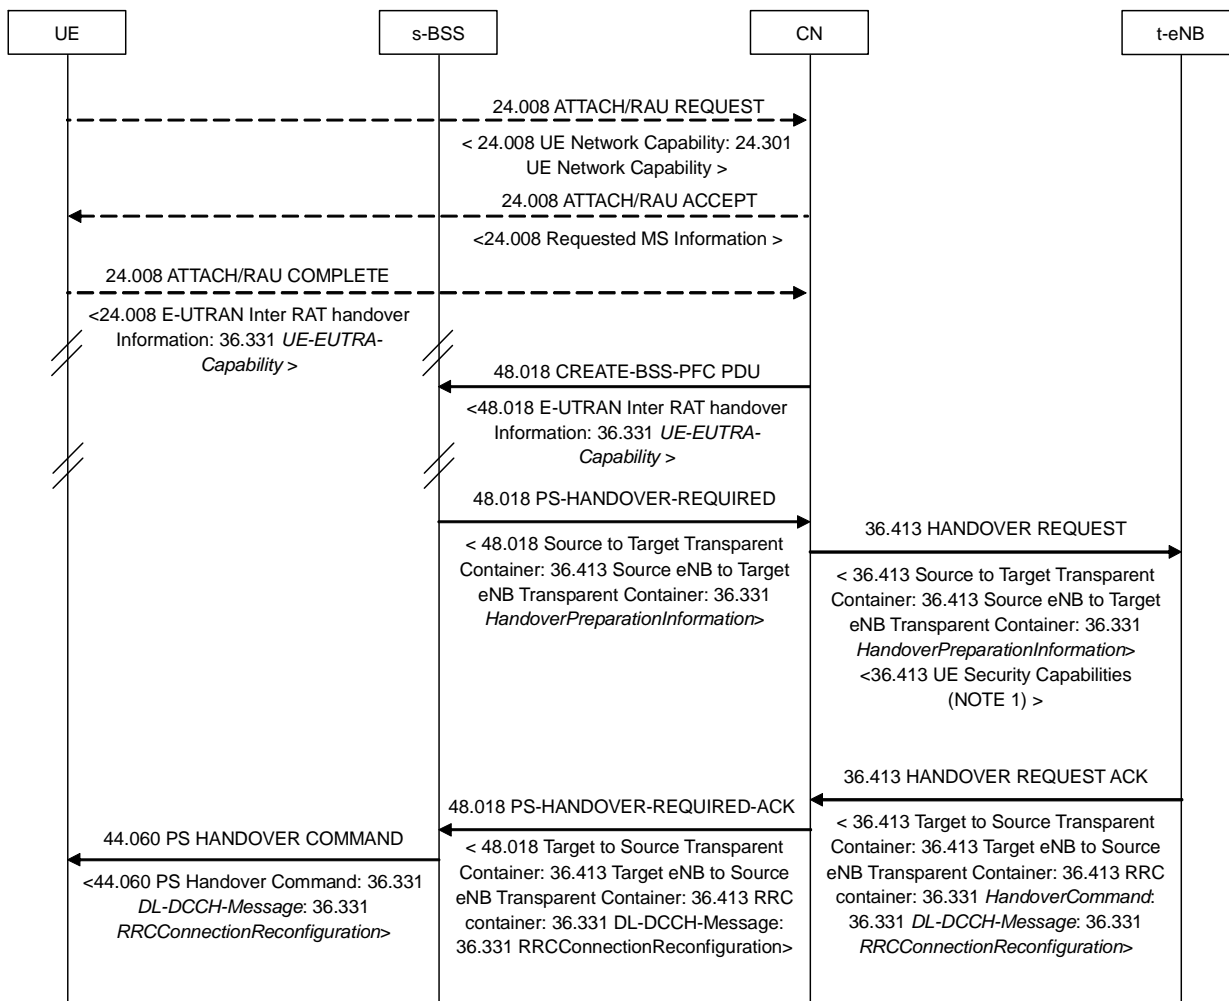 UE
s-BSS
CN
t-eNB
24.008 ATTACH/RAU REQUEST
< 24.008 UE Network Capability: 24.301
UE Network Capability >
24.008 ATTACH/RAU ACCEPT
<24.008 Requested MS Information >
24.008 ATTACH/RAU COMPLETE
<24.008 E-UTRAN Inter RAT handover
Information: 36.331 UE-EUTRA-
Capability >
48.018 CREATE-BSS-PFC PDU
<48.018 E-UTRAN Inter RAT handover
Information: 36.331 UE-EUTRA-
Capability >
48.018 PS-HANDOVER-REQUIRED
< 48.018 Source to Target Transparent
Container: 36.413 Source eNB to Target
eNB Transparent Container: 36.331
HandoverPreparationInformation>
36.413 HANDOVER REQUEST
< 36.413 Source to Target Transparent
Container: 36.413 Source eNB to Target
eNB Transparent Container: 36.331
HandoverPreparationInformation>
<36.413 UE Security Capabilities
(NOTE 1) >
36.413 HANDOVER REQUEST ACK
< 36.413 Target to Source Transparent
Container: 36.413 Target eNB to Source
eNB Transparent Container: 36.413 RRC
container: 36.331 HandoverCommand:
36.331 DL-DCCH-Message: 36.331
RRCConnectionReconfiguration>
48.018 PS-HANDOVER-REQUIRED-ACK
< 48.018 Target to Source Transparent
Container: 36.413 Target eNB to Source
eNB Transparent Container: 36.413 RRC
container: 36.331 DL-DCCH-Message:
36.331 RRCConnectionReconfiguration>
44.060 PS HANDOVER COMMAND
<44.060 PS Handover Command: 36.331
DL-DCCH-Message: 36.331
RRCConnectionReconfiguration>